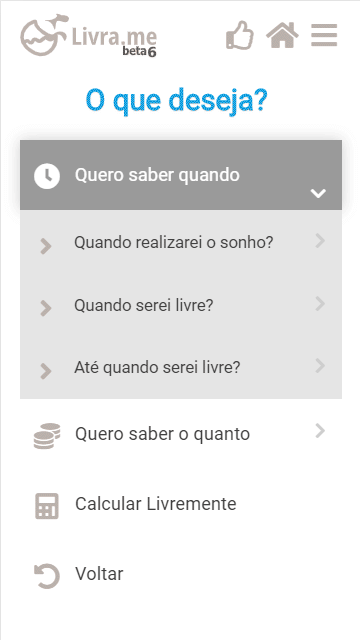 Livra.me
beta6
O que deseja?
Quero saber quando
Quando realizarei o sonho?
Quando serei livre?
Até quando serei livre?
Quero saber o quanto
Calcular Livremente
Voltar